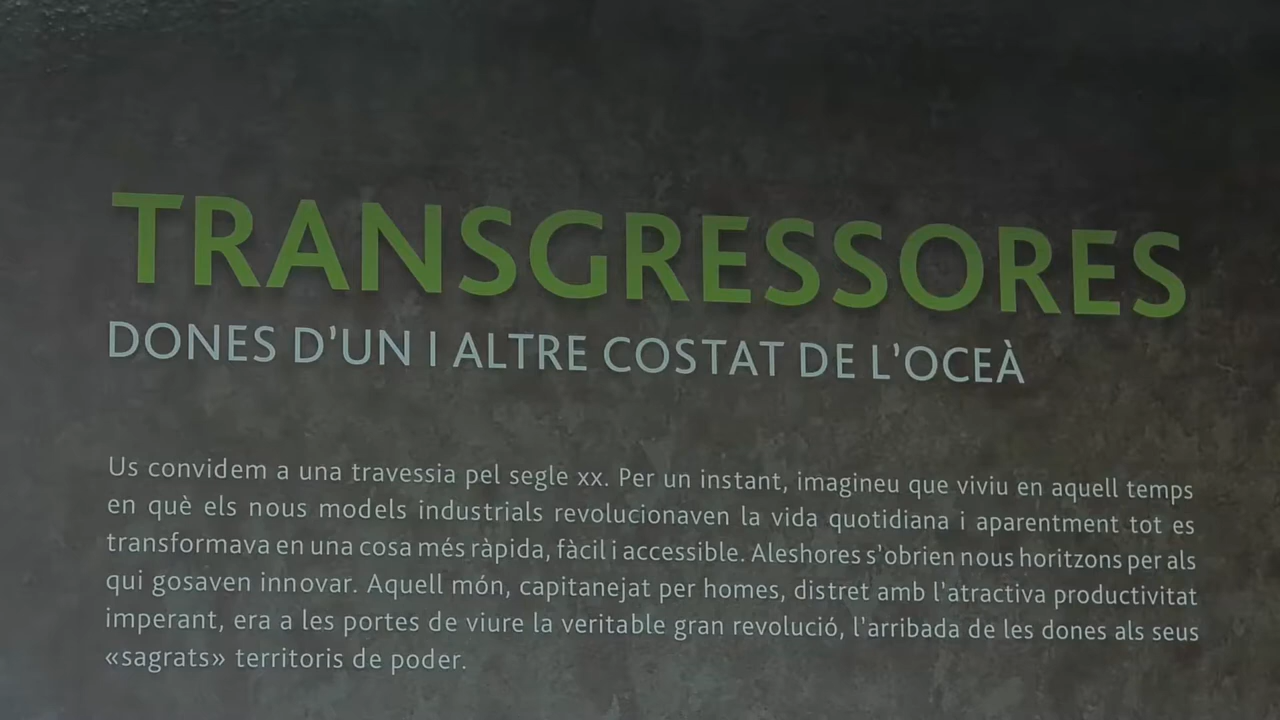 TRANSGRESSORES
DONES D'UN I ALTRE COSTAT DE L'OCEÀ
Us convidem a una travessia pel segle xx. Per un instant, imagineu que viviu en aquell temps
en què els nous models industrials revolucionaven la vida quotidiana i aparentment tot es
transformava en una cosa més ràpida, fàcil i accessible. Aleshores s'obrien nous horitzons per als
qui gosaven innovar. Aquell món, capitanejat per homes, distret amb l'atractiva productivitat
imperant, era a les portes de viure la veritable gran revolució, l'arribada de les dones als seus
«sagrats» territoris de poder.